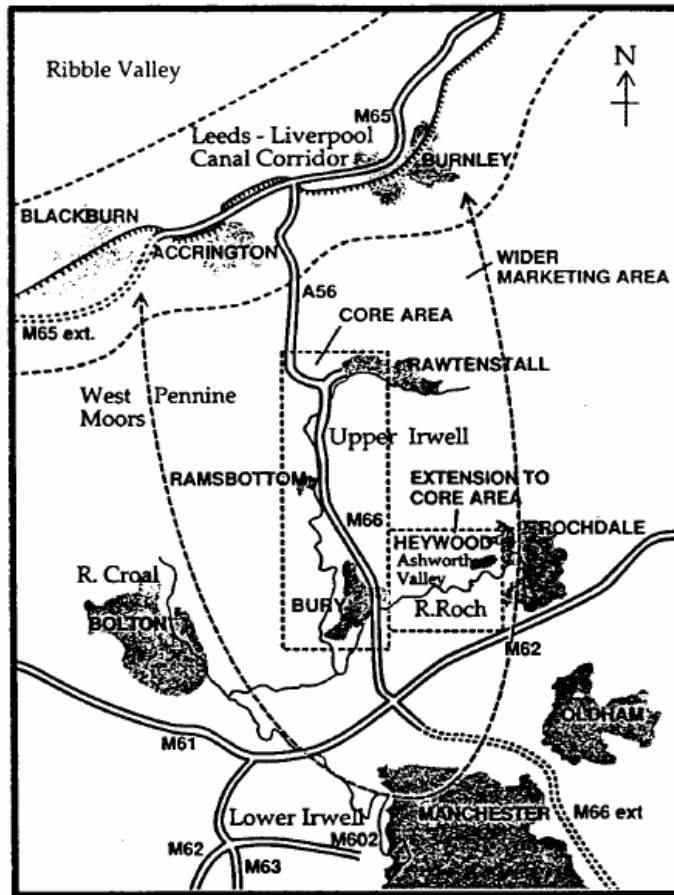 Ribble Valley
N
M65
Leeds - Liverpool
Canal Corridor
BURNLEY
BLACKBURN
ACCRINGTON
WIDER
MARKETING AREA
A56
M65 ext.
CORE AREA
RAWTENSTALL
West Pennine
Moors
Upper Irwell
RAMSBOTTOM
EXTENSION TO
CORE AREA
M66
ROCHDALE
HEYWOOD
Ashworth
Valley
R. Croal
BURY
R.Roch
BOLTON
M62
OLDHAM
M61
Lower Irwell
MANCHESTER
M66 ext
M62
M602
M63